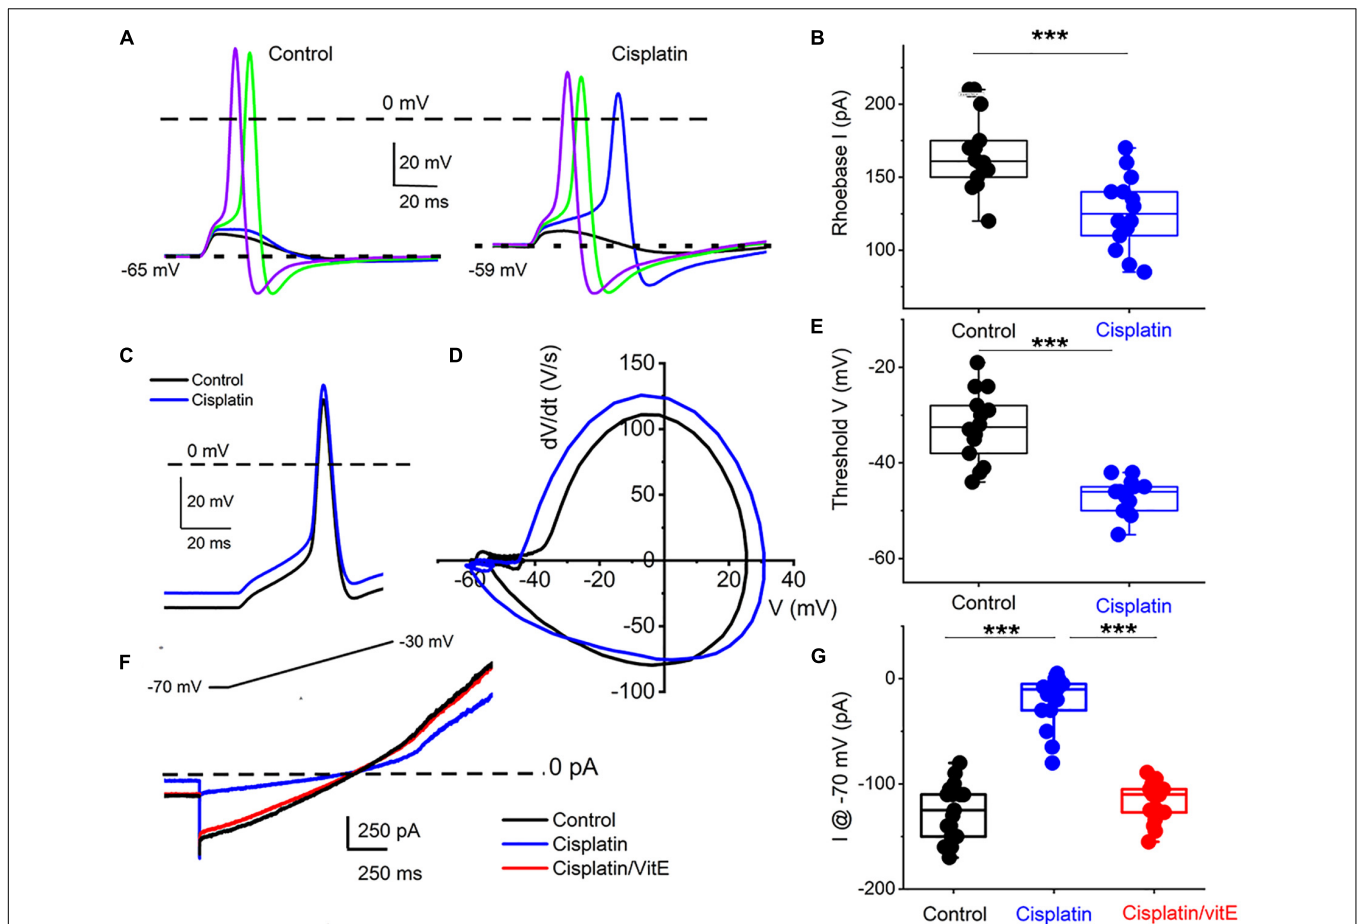 A
Control
Cisplatin
0 mV
20 mV
20 ms
-65 mV
-59 mV
B
***
Rhoebase I (pA)
200
150
100
Control
Cisplatin
C
Control
Cisplatin
0 mV
20 mV
20 ms
D
dV/dt (V/s)
150
100
50
0
-50
-100
-60
-40
-20
0
20
40
V (mV)
E
***
Threshold V (mV)
-20
-40
-60
Control
Cisplatin
F
-70 mV
-30 mV
0 pA
250 pA
250 ms
Control
Cisplatin
Cisplatin/VitE
G
***
***
I @ -70 mV (pA)
0
-100
-200
Control
Cisplatin
Cisplatin/vitE